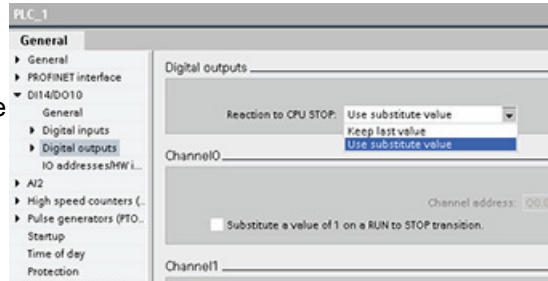 PLC_1
General
General
PROFINET interface
DI14/DO10
General
Digital inputs
Digital outputs
IO addresses/HW i...
AI2
High speed counters (...
Pulse generators (PTO...
Startup
Time of day
Protection
e
Digital outputs
Reaction to CPU STOP: Use substitute value
Keep last value
Use substitute value
Channel0
Channel address: Q0.0
Substitute a value of 1 on a RUN to STOP transition.
Channel1